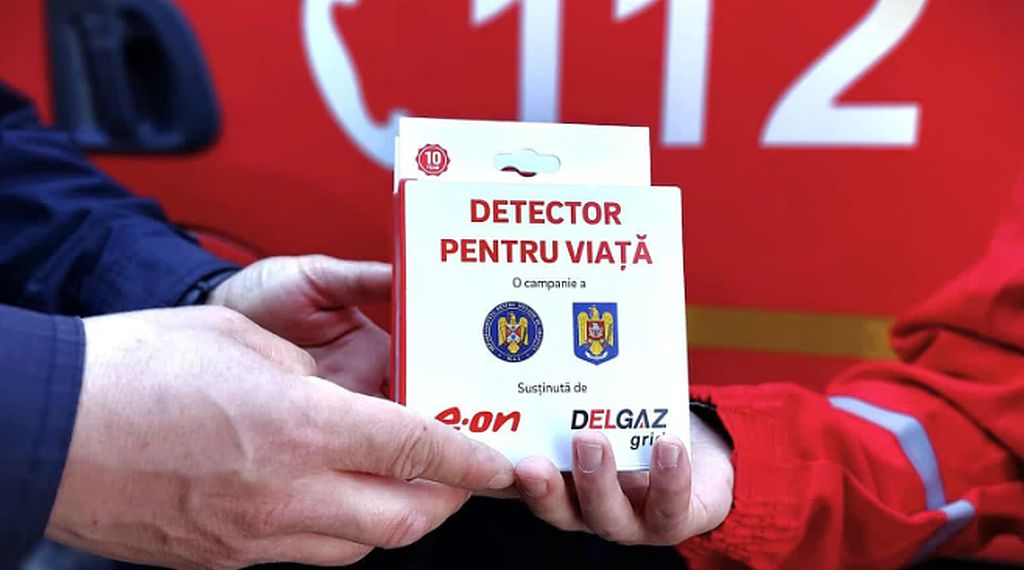 112
10
DETECTOR
PENTRU VIAȚĂ
O campanie a
Susținută de
e·on
DELGAZ
grid